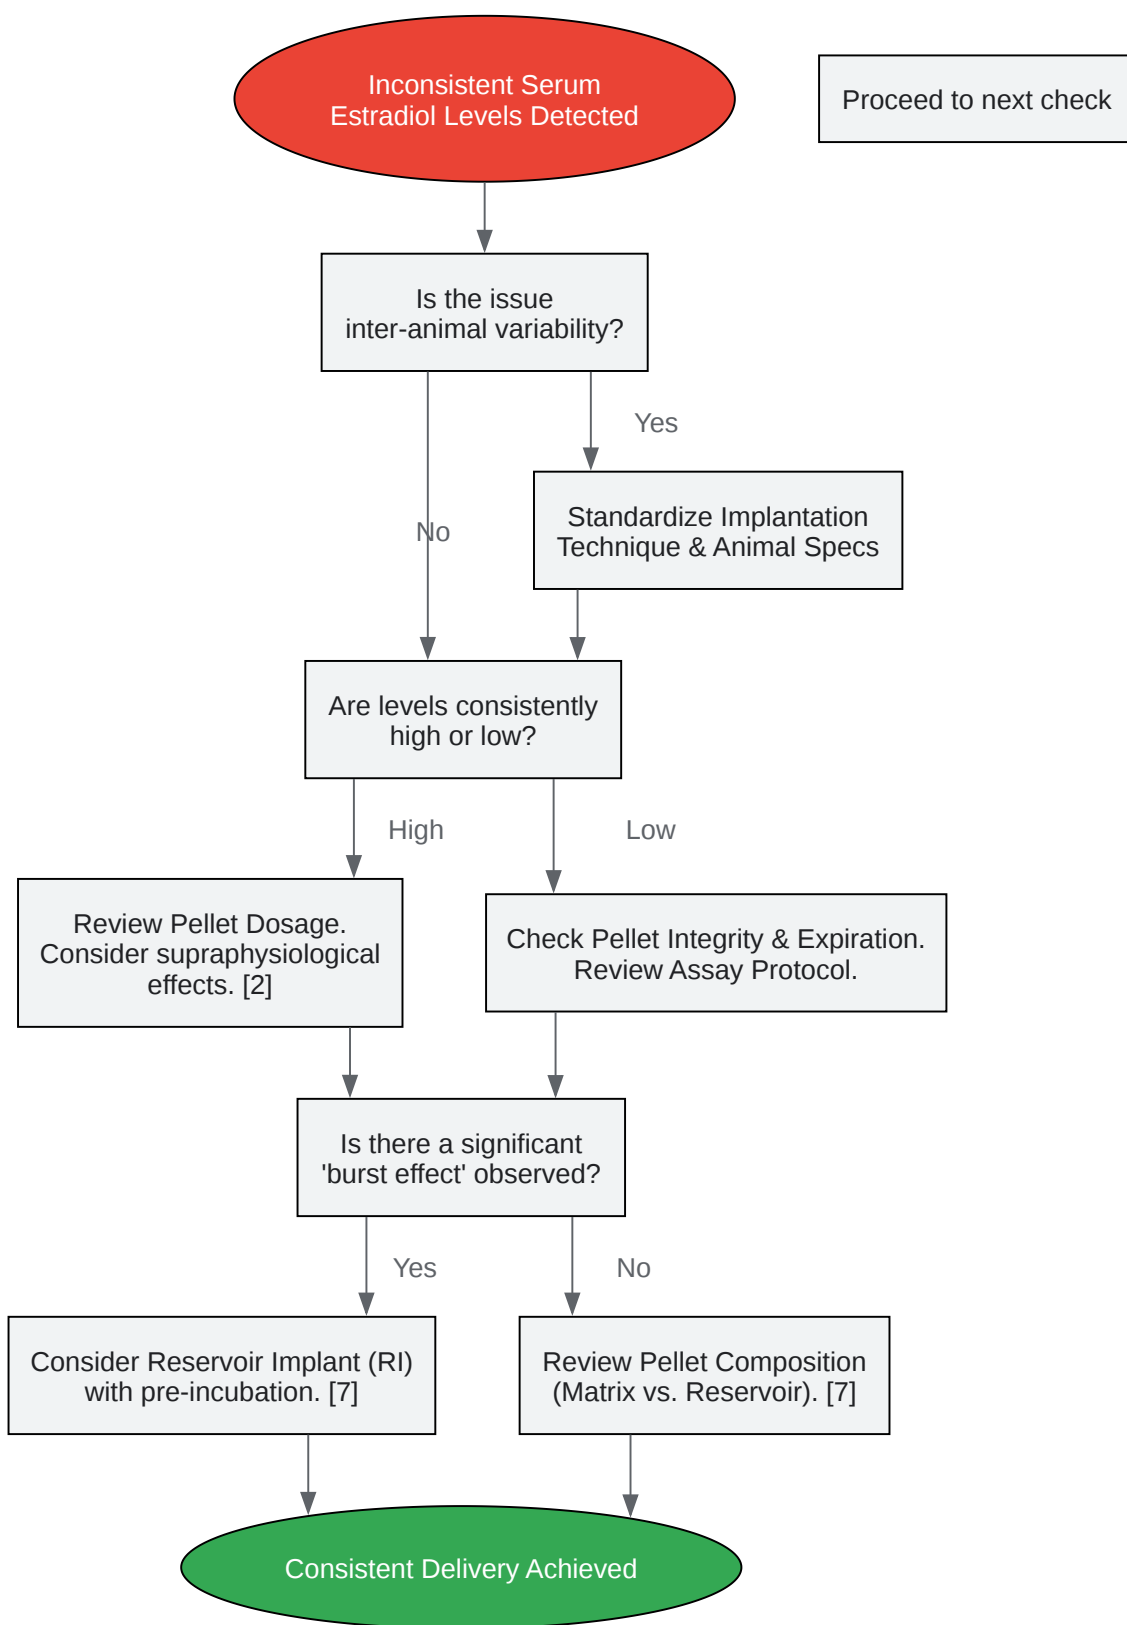 Inconsistent Serum
Estradiol Levels Detected
Proceed to next check
Is the issue
inter-animal variability?
Yes
No
Standardize Implantation
Technique & Animal Specs
Are levels consistently
high or low?
High
Low
Review Pellet Dosage.
Consider supraphysiological
effects. [2]
Check Pellet Integrity & Expiration.
Review Assay Protocol.
Is there a significant
'burst effect' observed?
Yes
No
Consider Reservoir Implant (RI)
with pre-incubation. [7]
Review Pellet Composition
(Matrix vs. Reservoir). [7]
Consistent Delivery Achieved